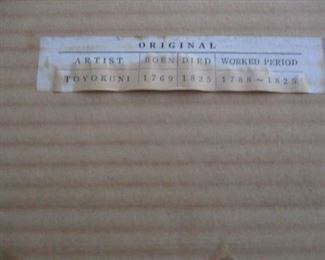 ORIGINAL
ARTIST BORN DIED WORKED PERIOD
TOYOKUNI 1769 1825 1788~1825